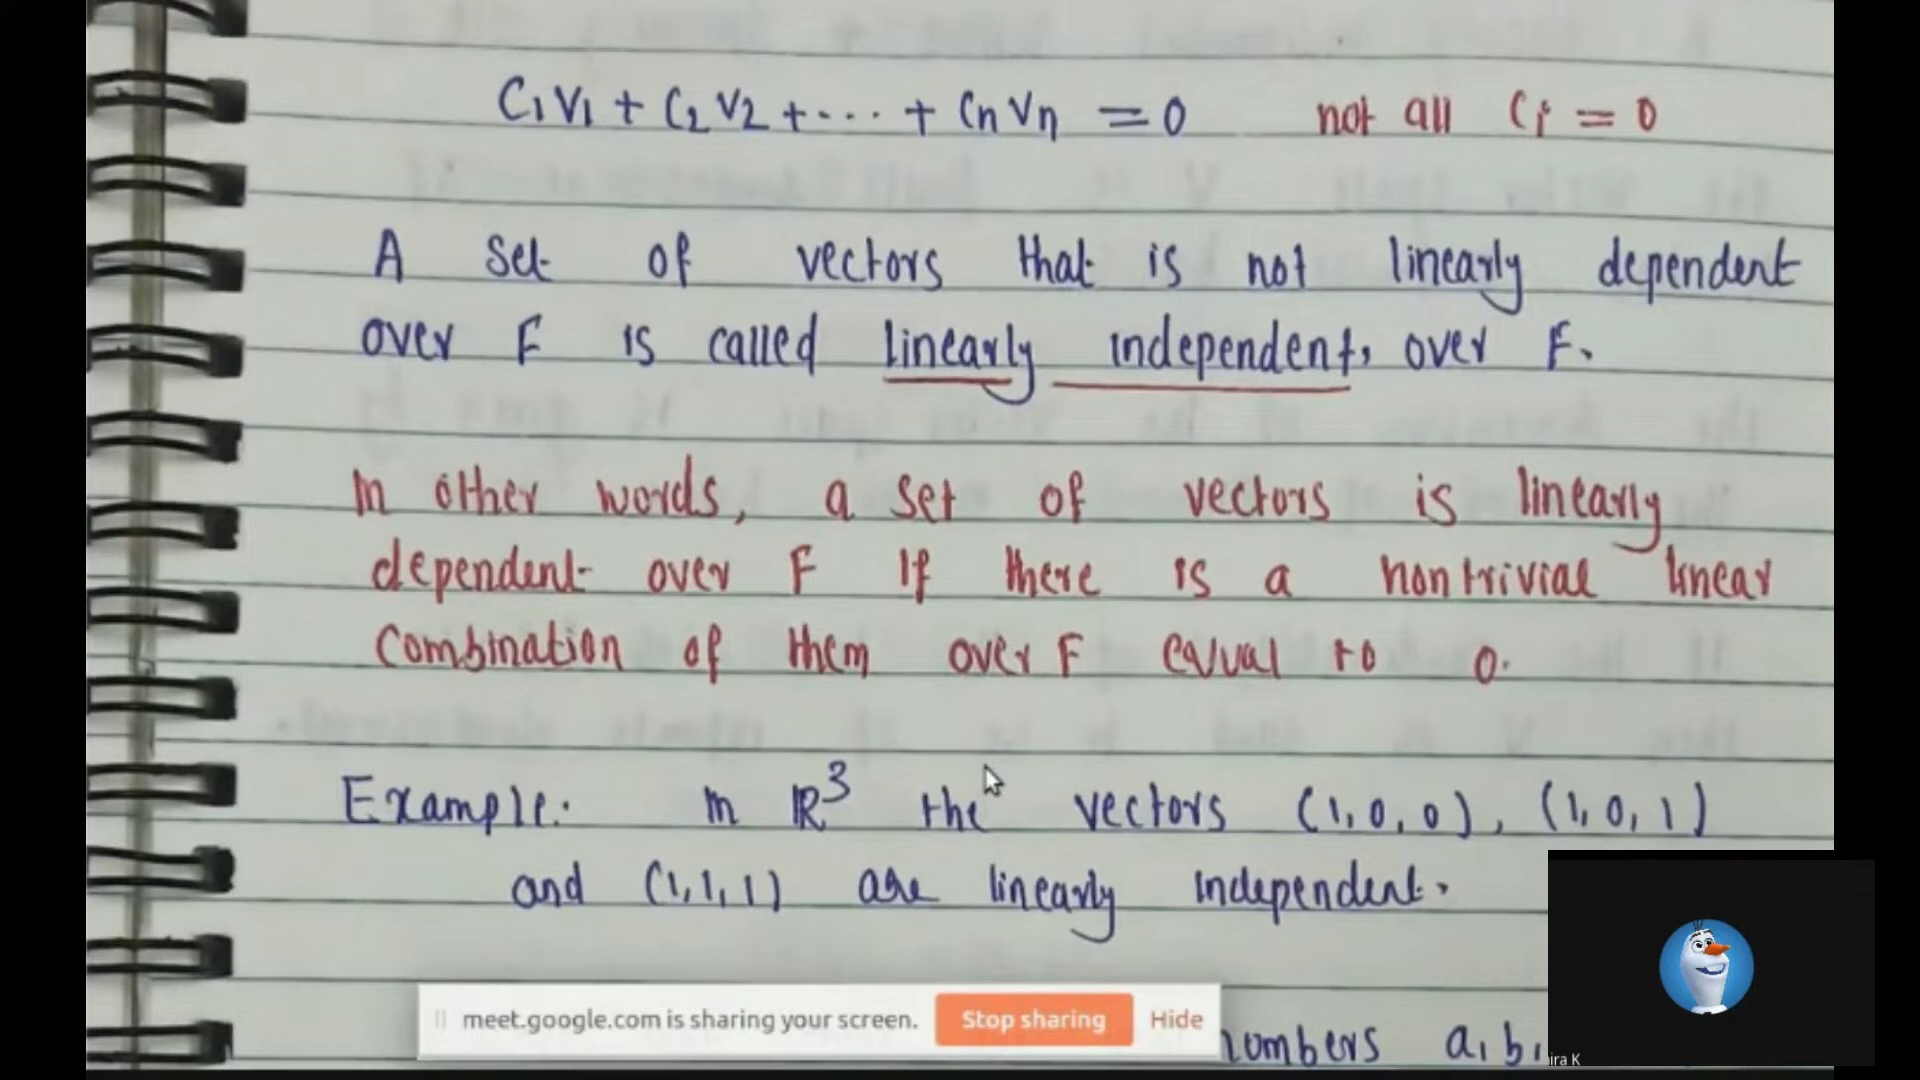 C₁V₁ + C₂V₂ + ... + CₙVₙ = 0 not all Cᵢ = 0
A set of vectors that is not linearly dependent
over F is called linearly independent, over F.
In other words, a set of vectors is linearly
dependent over F if there is a nontrivial linear
combination of them over F equal to 0.
Example: In ℝ³ the vectors (1,0,0), (1,0,1)
and (1,1,1) are linearly independent.
meet.google.com is sharing your screen. Stop sharing Hide
numbers a, b,
ira K